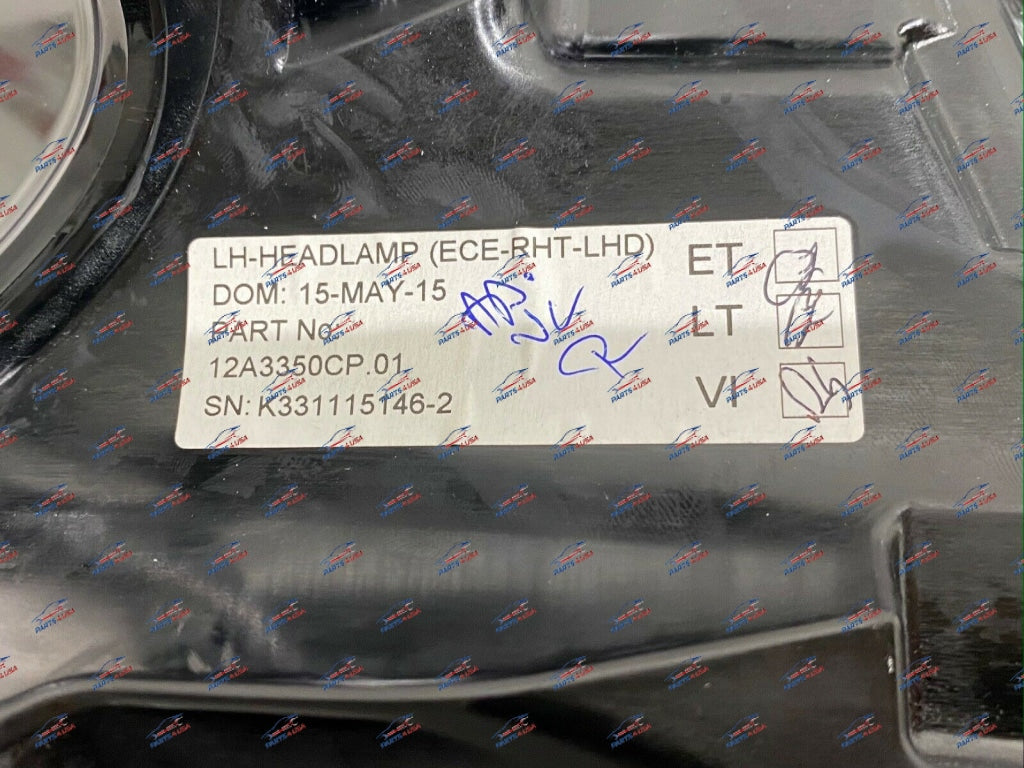 LH-HEADLAMP (ECE-RHT-LHD)
DOM: 15-MAY-15
PART No.
12A3350CP.01
SN: K331115146-2
ET
LT
VI
PARTS4USA